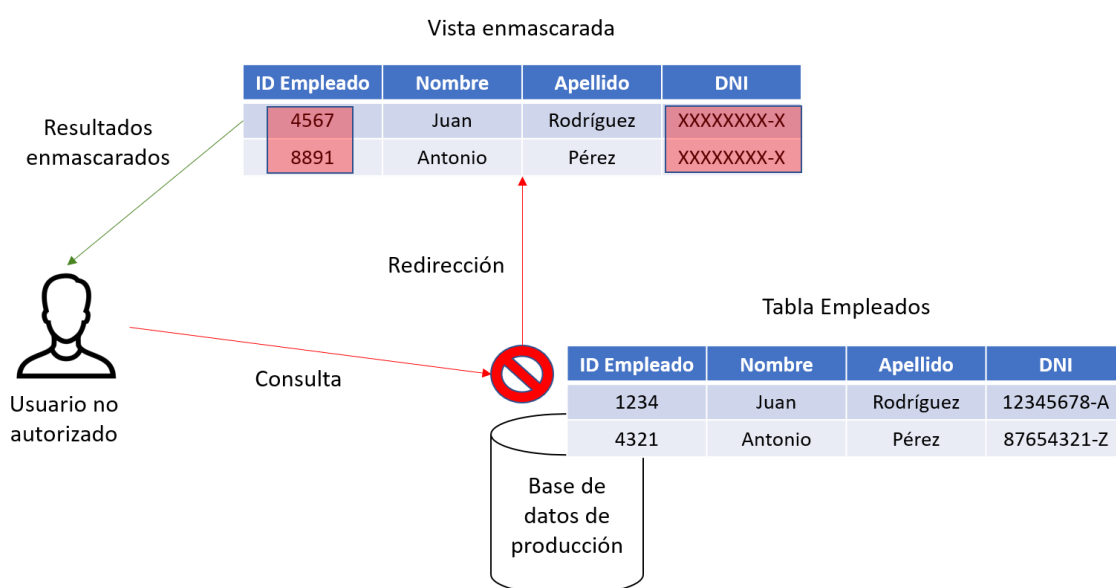 Vista enmascarada
ID Empleado Nombre Apellido DNI
4567 Juan Rodríguez XXXXXXXX-X
8891 Antonio Pérez XXXXXXXX-X
Resultados
enmascarados
Redirección
Tabla Empleados
Consulta
Usuario no
autorizado
ID Empleado Nombre Apellido DNI
1234 Juan Rodríguez 12345678-A
4321 Antonio Pérez 87654321-Z
Base de
datos de
producción